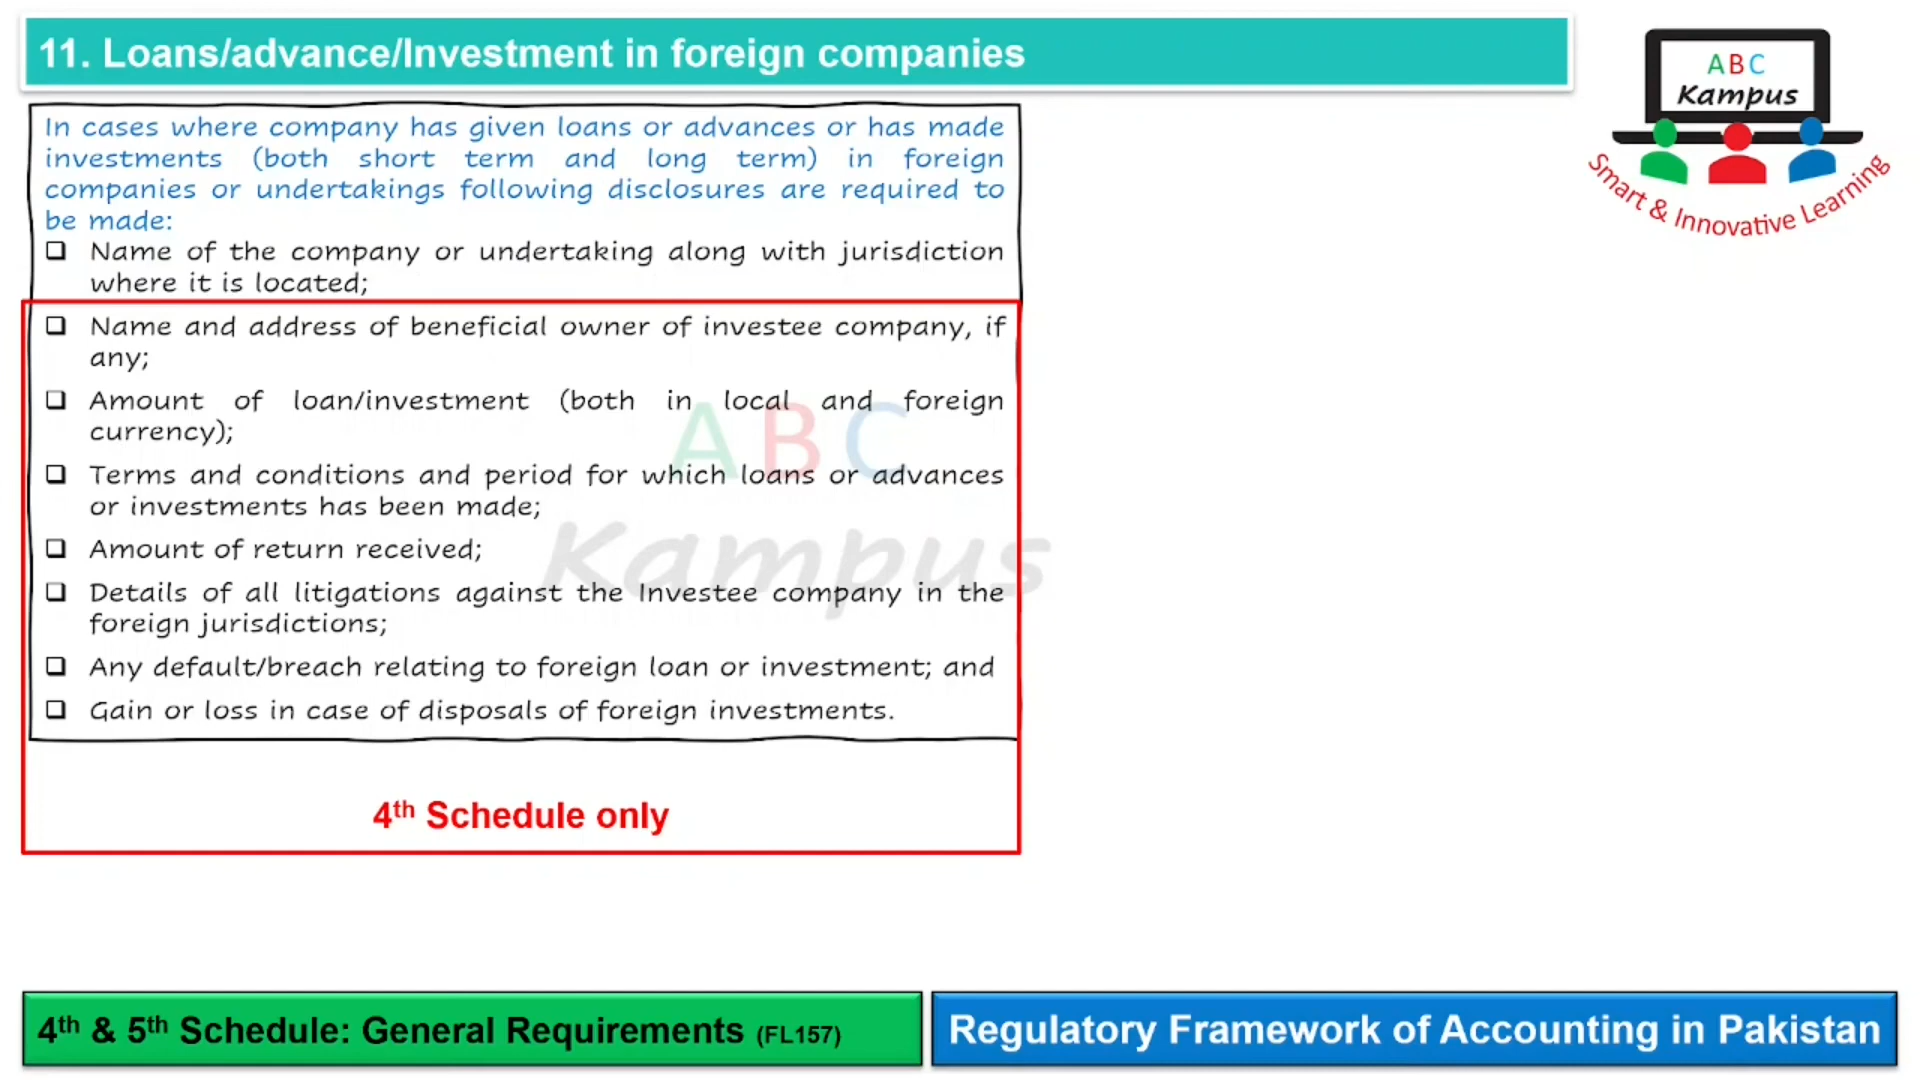 11. Loans/advance/Investment in foreign companies
ABC
Kampus
Smart & Innovative Learning
In cases where company has given loans or advances or has made
investments (both short term and long term) in foreign
companies or undertakings following disclosures are required to
be made:
❑ Name of the company or undertaking along with jurisdiction
where it is located;
❑ Name and address of beneficial owner of investee company, if
any;
❑ Amount of loan/investment (both in local and foreign
currency);
❑ Terms and conditions and period for which loans or advances
or investments has been made;
❑ Amount of return received;
❑ Details of all litigations against the Investee company in the
foreign jurisdictions;
❑ Any default/breach relating to foreign loan or investment; and
❑ Gain or loss in case of disposals of foreign investments.
ABC
Kampus
4th Schedule only
4th & 5th Schedule: General Requirements (FL157)
Regulatory Framework of Accounting in Pakistan